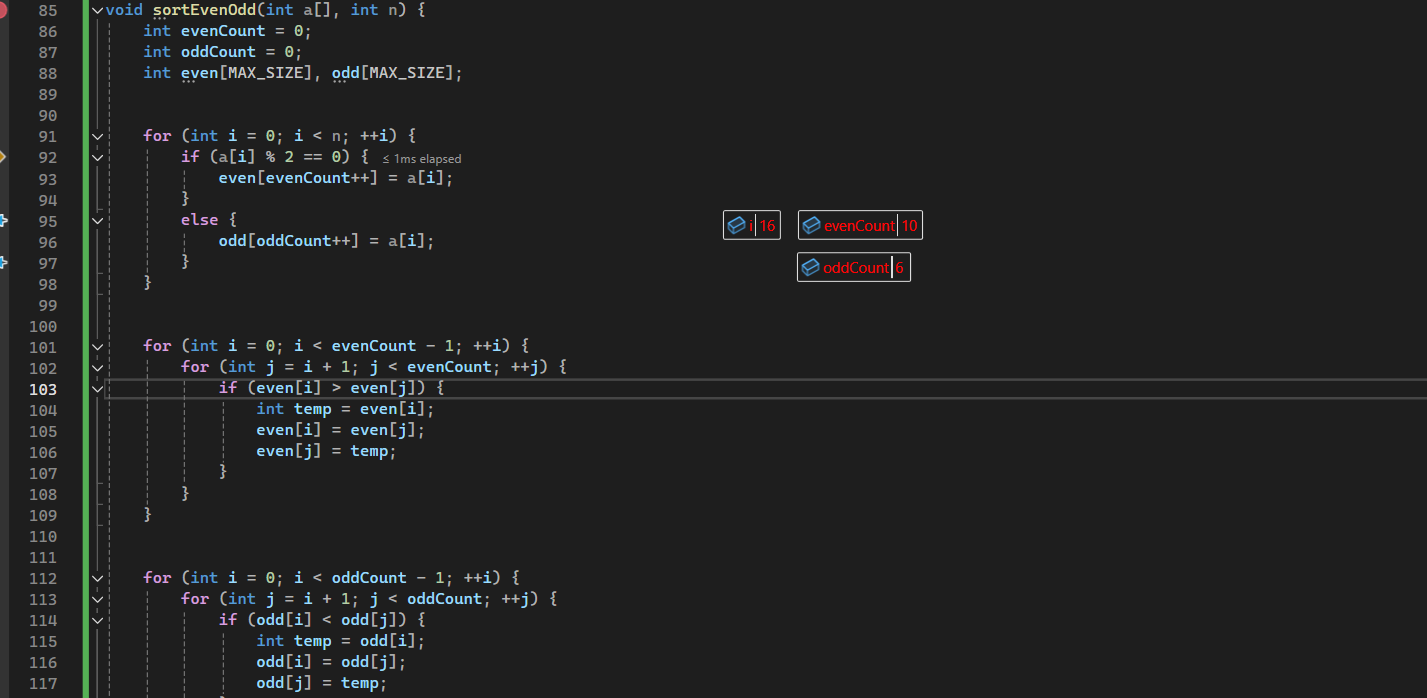 85 void sortEvenOdd(int a[], int n) {
86 int evenCount = 0;
87 int oddCount = 0;
88 int even[MAX_SIZE], odd[MAX_SIZE];
89
90
91 for (int i = 0; i < n; ++i) {
92 if (a[i] % 2 == 0) { ≤ 1ms elapsed
93 even[evenCount++] = a[i];
94 }
95 else {
i 16 evenCount 10
96 odd[oddCount++] = a[i];
97 }
oddCount 6
98 }
99
100
101 for (int i = 0; i < evenCount - 1; ++i) {
102 for (int j = i + 1; j < evenCount; ++j) {
103 if (even[i] > even[j]) {
104 int temp = even[i];
105 even[i] = even[j];
106 even[j] = temp;
107 }
108 }
109 }
110
111
112 for (int i = 0; i < oddCount - 1; ++i) {
113 for (int j = i + 1; j < oddCount; ++j) {
114 if (odd[i] < odd[j]) {
115 int temp = odd[i];
116 odd[i] = odd[j];
117 odd[j] = temp;